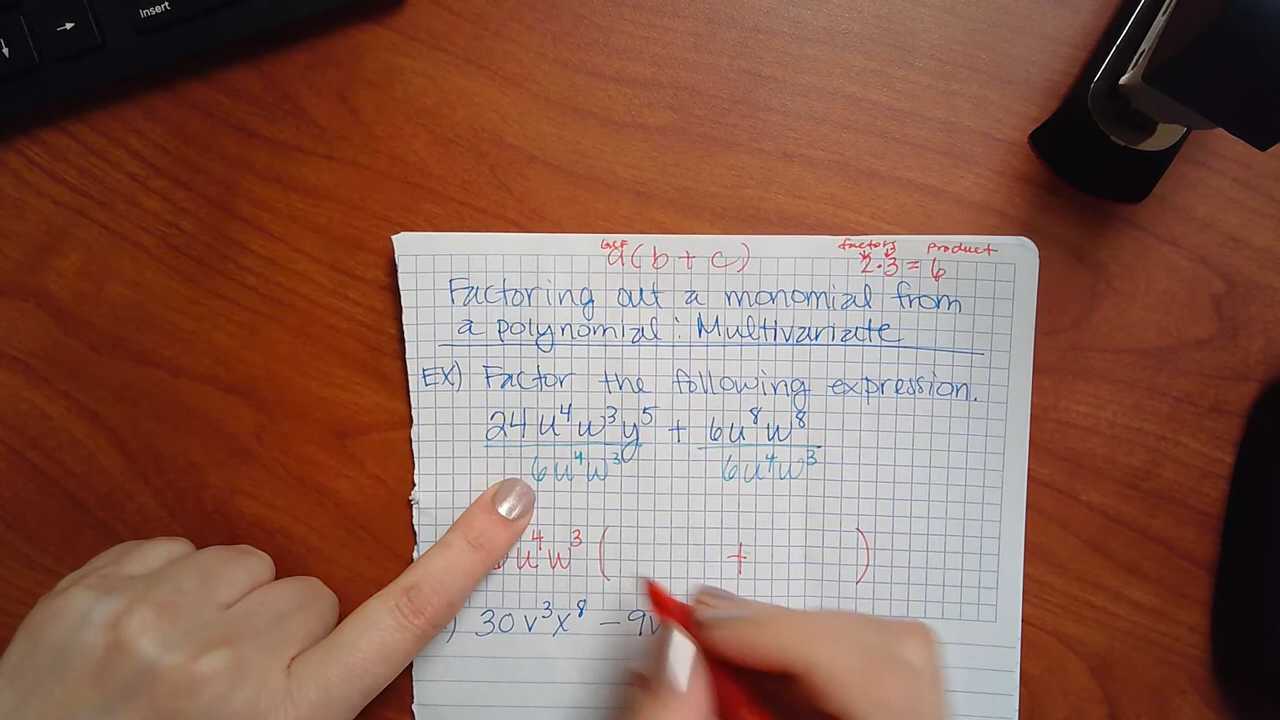 Insert
GCF factors product
a(b + c) 2·3 = 6
Factoring out a monomial from
a polynomial: Multivariate
EX) Factor the following expression.
24u⁴w³y⁵ + 6u⁸w⁸
6u⁴w³ 6u⁴w³
u⁴w³ ( + )
) 30v³x⁸ − 9v